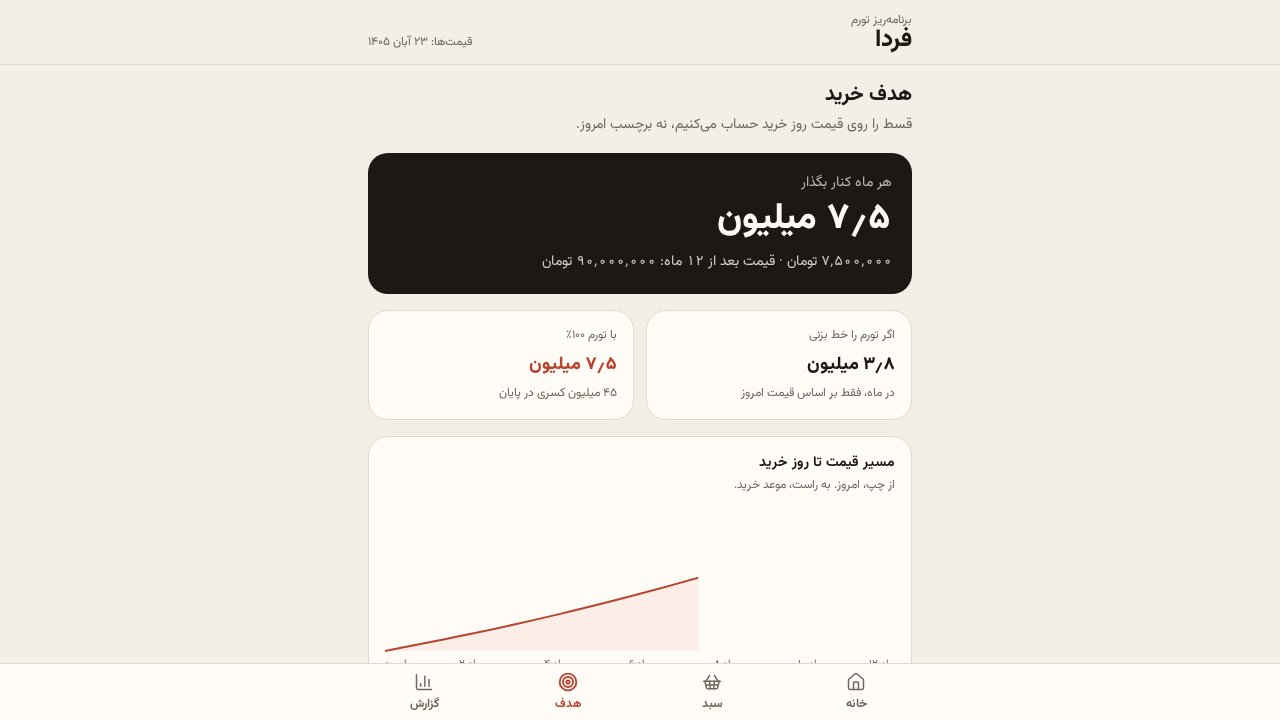 برنامه‌ریز تورم
فردا
قیمت‌ها: ۲۳ آبان ۱۴۰۵
هدف خرید
قسط را روی قیمت روز خرید حساب می‌کنیم، نه برچسب امروز.
هر ماه کنار بگذار
۷٫۵ میلیون
۷,۵۰۰,۰۰۰ تومان · قیمت بعد از ۱۲ ماه: ۹۰,۰۰۰,۰۰۰ تومان
اگر تورم را خط بزنی
۳٫۸ میلیون
در ماه، فقط بر اساس قیمت امروز
با تورم ۱۰۰٪
۷٫۵ میلیون
۴۵ میلیون کسری در پایان
مسیر قیمت تا روز خرید
از چپ، امروز. به راست، موعد خرید.
خانه
سبد
هدف
گزارش